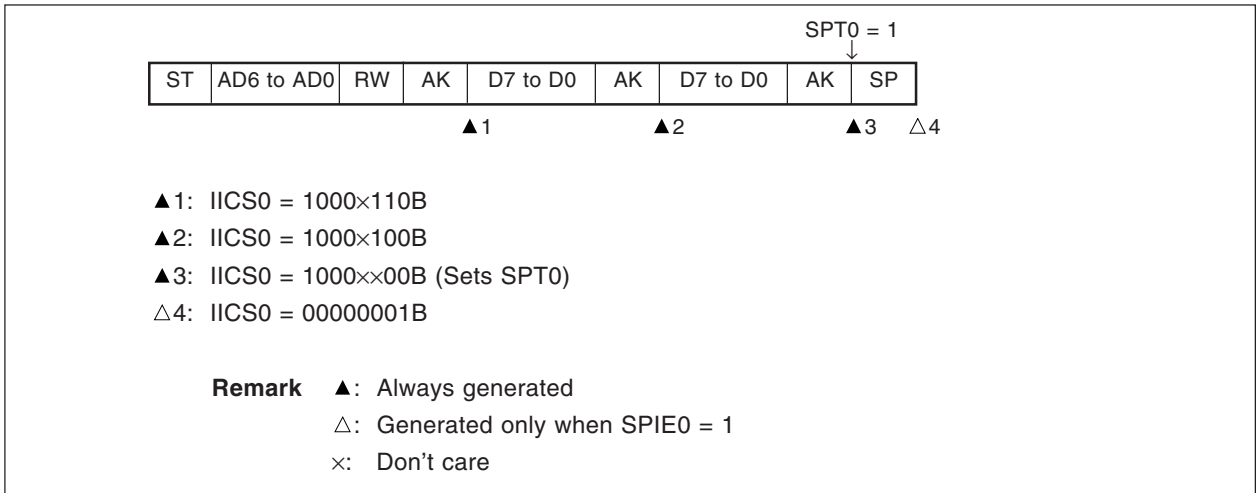 SPT0 = 1
↓
ST AD6 to AD0 RW AK D7 to D0 AK D7 to D0 AK SP
▲1 ▲2 ▲3 △4
▲1: IICS0 = 1000×110B
▲2: IICS0 = 1000×100B
▲3: IICS0 = 1000××00B (Sets SPT0)
△4: IICS0 = 00000001B
Remark ▲: Always generated
△: Generated only when SPIE0 = 1
×: Don't care